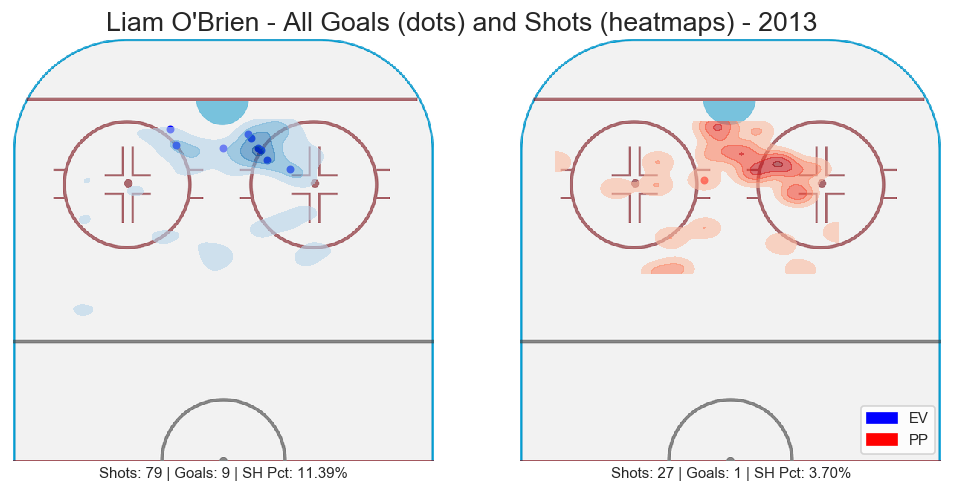 Liam O'Brien - All Goals (dots) and Shots (heatmaps) - 2013
EV
PP
Shots: 79 | Goals: 9 | SH Pct: 11.39%
Shots: 27 | Goals: 1 | SH Pct: 3.70%